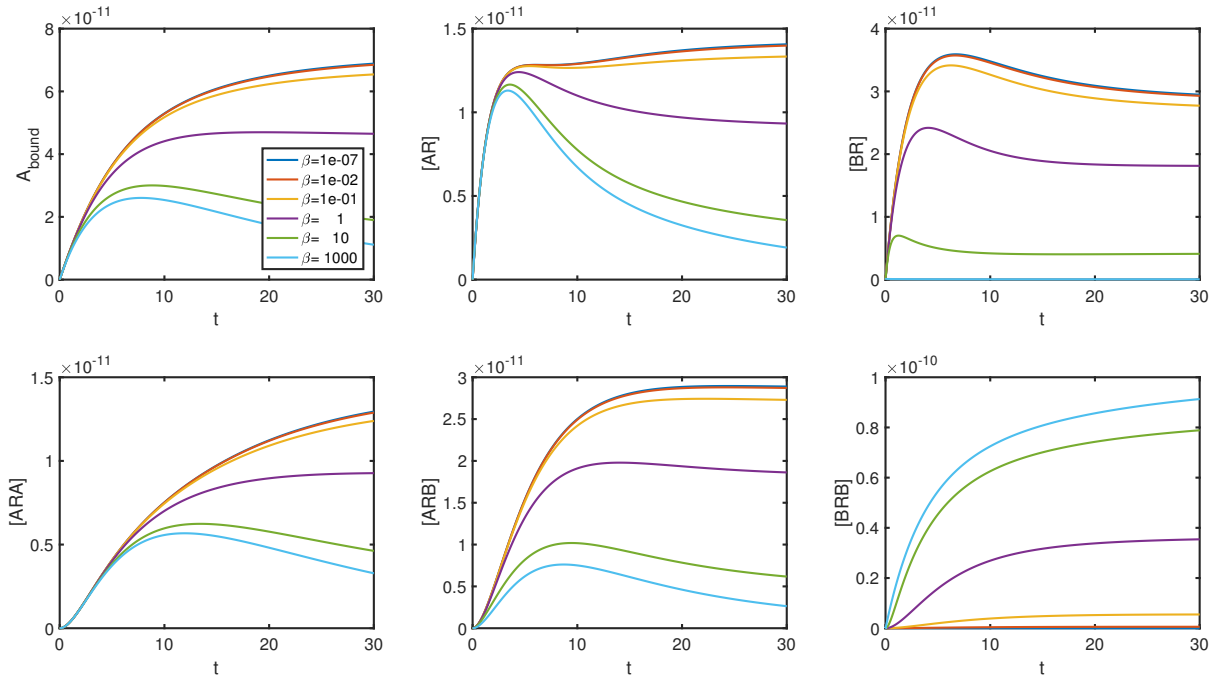 ×10⁻¹¹
8
6
4
2
0
A_bound
0 10 20 30
t
β=1e-07
β=1e-02
β=1e-01
β= 1
β= 10
β= 1000
×10⁻¹¹
1.5
1
0.5
0
[AR]
0 10 20 30
t
×10⁻¹¹
4
3
2
1
0
[BR]
0 10 20 30
t
×10⁻¹¹
1.5
1
0.5
0
[ARA]
0 10 20 30
t
×10⁻¹¹
3
2.5
2
1.5
1
0.5
0
[ARB]
0 10 20 30
t
×10⁻¹⁰
1
0.8
0.6
0.4
0.2
0
[BRB]
0 10 20 30
t